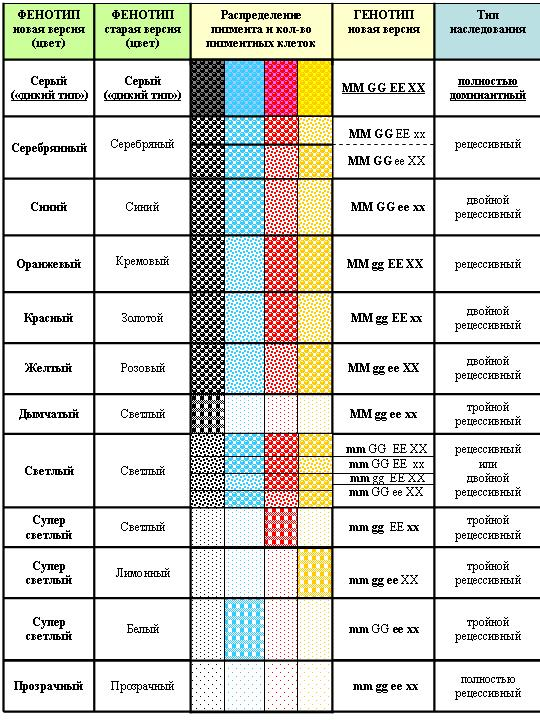 ФЕНОТИП
новая версия
(цвет)
ФЕНОТИП
старая версия
(цвет)
Распределение
пигмента и кол-во
пигментных клеток
ГЕНОТИП
новая версия
Тип
наследования
Серый
(«дикий тип»)
Серый
(«дикий тип»)
MM GG EE XX
полностью
доминантный
Серебрянный
Серебряный
MM GG EE xx
MM GG ee XX
рецессивный
Синий
Синий
MM GG ee xx
двойной
рецессивный
Оранжевый
Кремовый
MM gg EE XX
рецессивный
Красный
Золотой
MM gg EE xx
двойной
рецессивный
Желтый
Розовый
MM gg ee XX
двойной
рецессивный
Дымчатый
Светлый
MM gg ee xx
тройной
рецессивный
Светлый
Светлый
mm GG EE XX
mm GG EE xx
mm gg EE XX
mm GG ee XX
рецессивный
или
двойной
рецессивный
Супер
светлый
Светлый
mm gg EE xx
тройной
рецессивный
Супер
светлый
Лимонный
mm gg ee XX
тройной
рецессивный
Супер
светлый
Белый
mm GG ee xx
тройной
рецессивный
Прозрачный
Прозрачный
mm gg ee xx
полностью
рецессивный